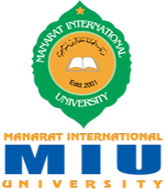 MANARAT INTERNATIONAL
Estd 2001
UNIVERSITY
MANARAT INTERNATIONAL
MIU
UNIVERSITY